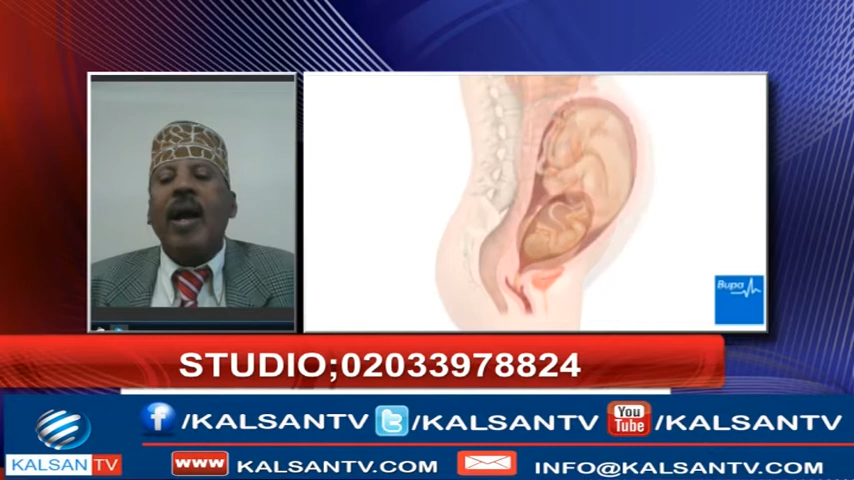 Bupa
STUDIO;02033978824
/KALSANTV
/KALSANTV
You
Tube
/KALSANTV
KALSAN TV
www
KALSANTV.COM
INFO@KALSANTV.COM